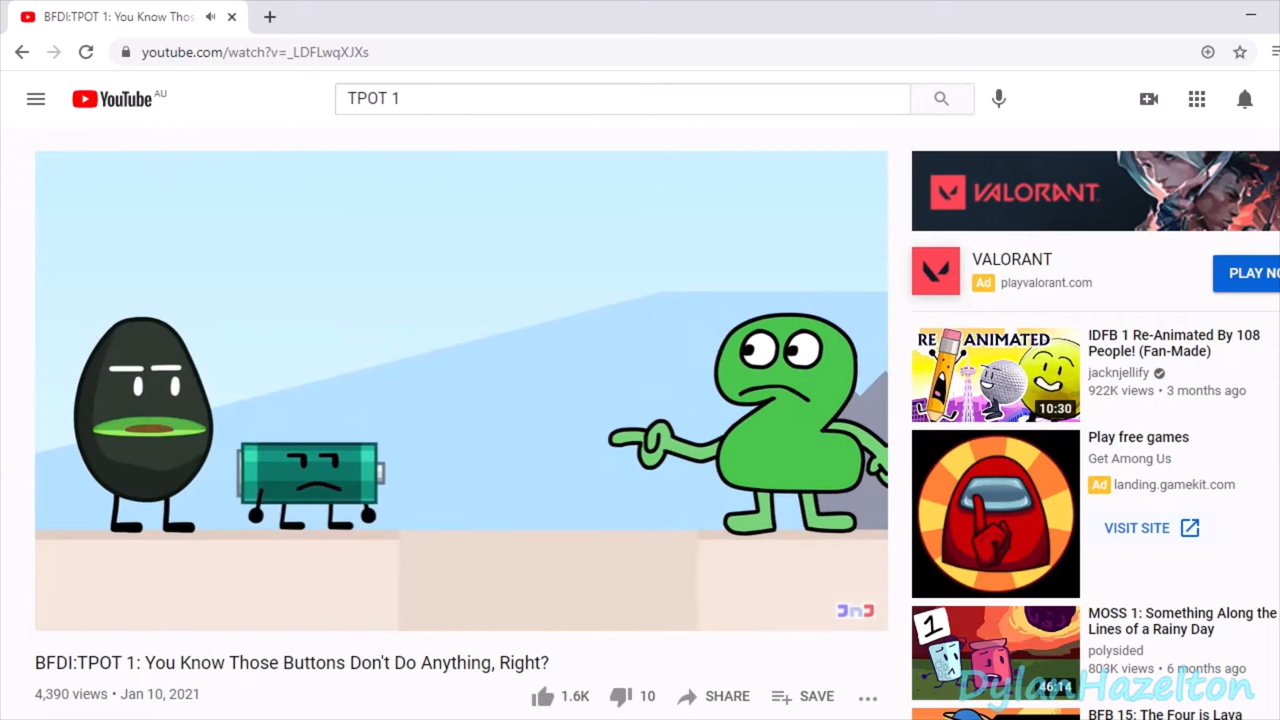 BFDI:TPOT 1: You Know Thos
youtube.com/watch?v=_LDFLwqXJXs
YouTube AU
TPOT 1
VALORANT
VALORANT
Ad playvalorant.com
PLAY NO
RE ANIMATED
10:30
IDFB 1 Re-Animated By 108
People! (Fan-Made)
jacknjellify
922K views • 3 months ago
Play free games
Get Among Us
Ad landing.gamekit.com
VISIT SITE
JnJ
BFDI:TPOT 1: You Know Those Buttons Don't Do Anything, Right?
4,390 views • Jan 10, 2021
1.6K
10
SHARE
SAVE
1
46:14
MOSS 1: Something Along the
Lines of a Rainy Day
polysided
803K views • 6 months ago
DylanHazelton
BFB 15: The Four is Lava